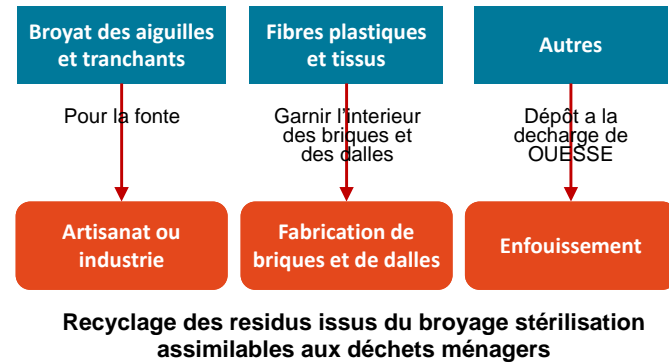 Broyat des aiguilles
et tranchants
Fibres plastiques
et tissus
Autres
Pour la fonte
Garnir l'interieur
des briques et
des dalles
Dépôt a la
decharge de
OUESSE
Artisanat ou
industrie
Fabrication de
briques et de dalles
Enfouissement
Recyclage des residus issus du broyage stérilisation
assimilables aux déchets ménagers